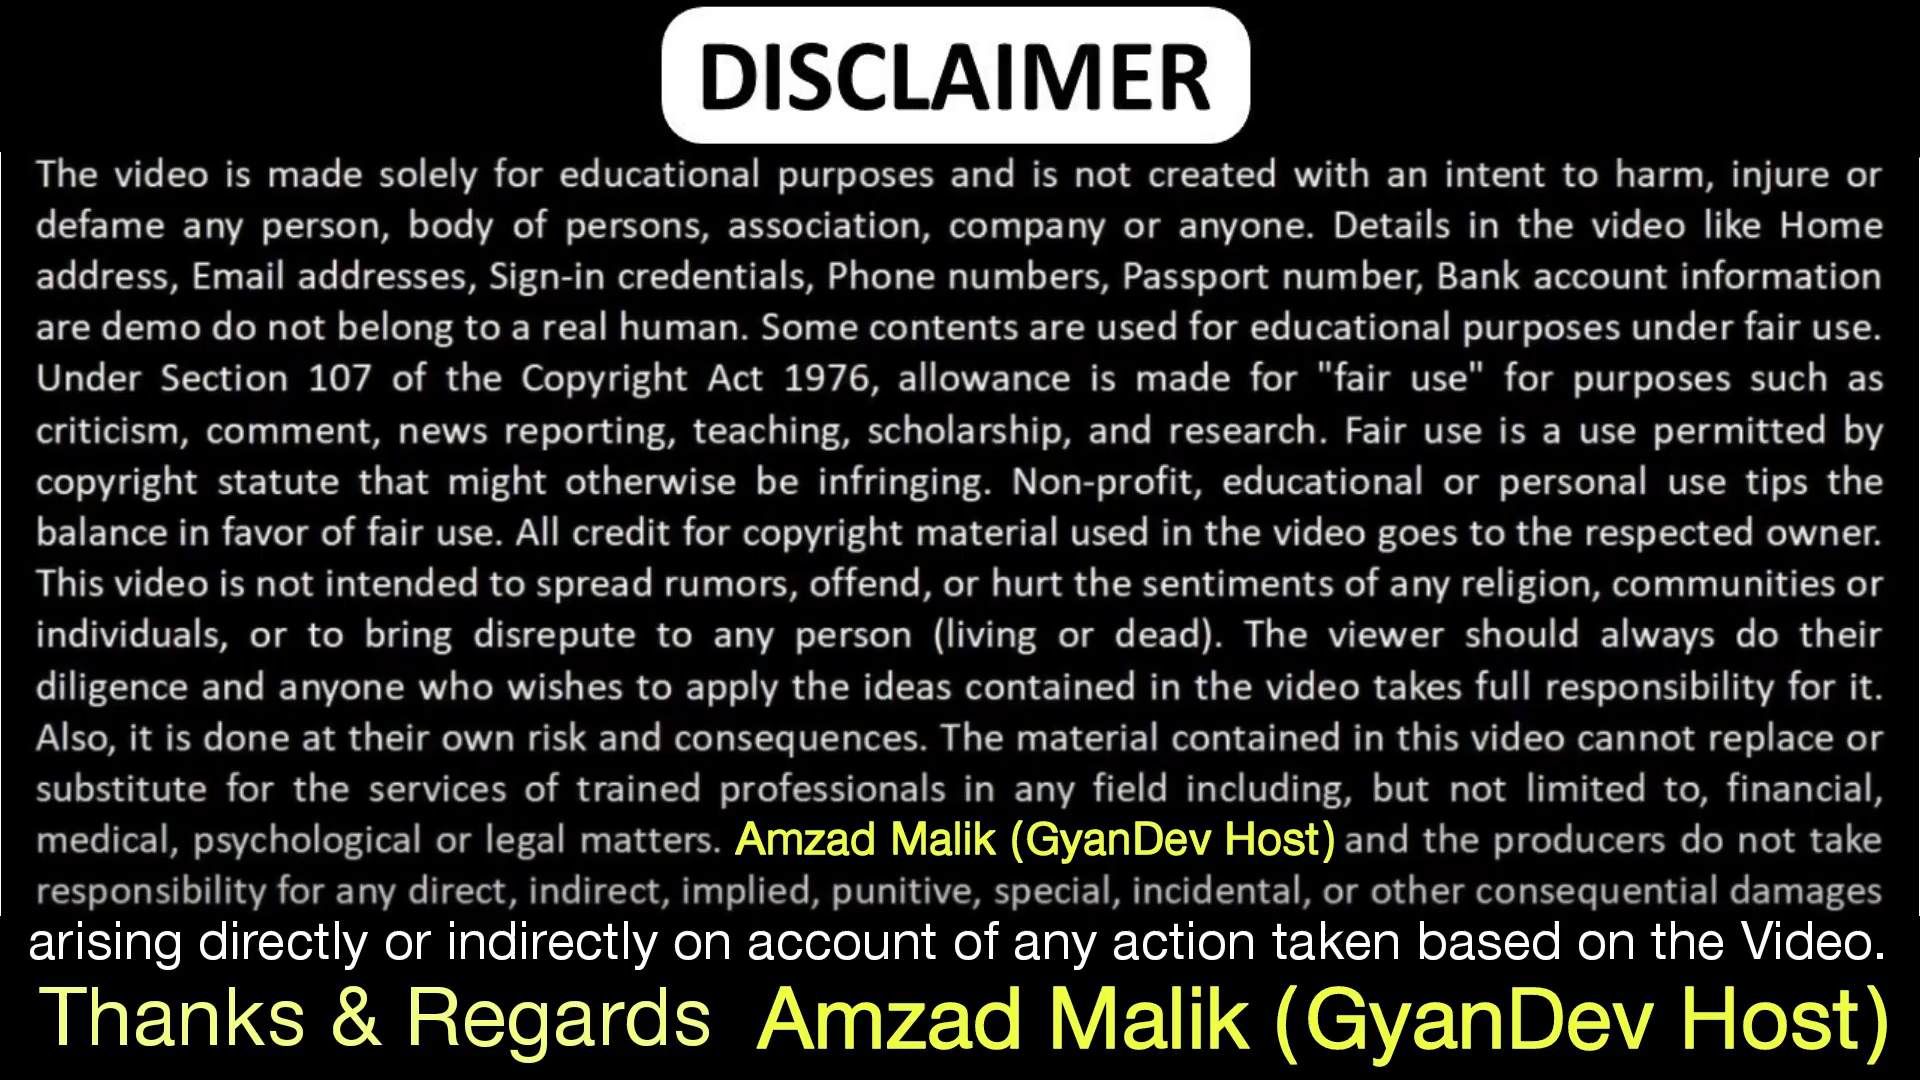 DISCLAIMER
The video is made solely for educational purposes and is not created with an intent to harm, injure or
defame any person, body of persons, association, company or anyone. Details in the video like Home
address, Email addresses, Sign-in credentials, Phone numbers, Passport number, Bank account information
are demo do not belong to a real human. Some contents are used for educational purposes under fair use.
Under Section 107 of the Copyright Act 1976, allowance is made for "fair use" for purposes such as
criticism, comment, news reporting, teaching, scholarship, and research. Fair use is a use permitted by
copyright statute that might otherwise be infringing. Non-profit, educational or personal use tips the
balance in favor of fair use. All credit for copyright material used in the video goes to the respected owner.
This video is not intended to spread rumors, offend, or hurt the sentiments of any religion, communities or
individuals, or to bring disrepute to any person (living or dead). The viewer should always do their
diligence and anyone who wishes to apply the ideas contained in the video takes full responsibility for it.
Also, it is done at their own risk and consequences. The material contained in this video cannot replace or
substitute for the services of trained professionals in any field including, but not limited to, financial,
medical, psychological or legal matters. Amzad Malik (GyanDev Host) and the producers do not take
responsibility for any direct, indirect, implied, punitive, special, incidental, or other consequential damages
arising directly or indirectly on account of any action taken based on the Video.
Thanks & Regards Amzad Malik (GyanDev Host)